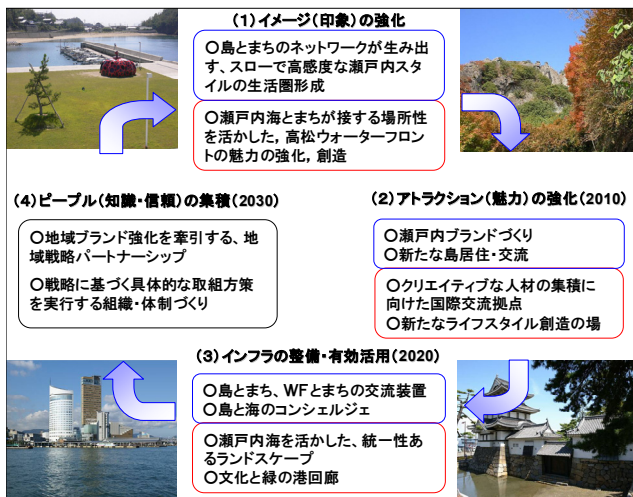 (1)イメージ(印象)の強化
〇島とまちのネットワークが生み出
す、スローで高感度な瀬戸内スタ
イルの生活圏形成
〇瀬戸内海とまちが接する場所性
を活かした，高松ウォーターフロン
トの魅力の強化，創造
(4)ピープル(知識・信頼)の集積(2030)
〇地域ブランド強化を牽引する、地
域戦略パートナーシップ
〇戦略に基づく具体的な取組方策
を実行する組織・体制づくり
(2)アトラクション(魅力)の強化(2010)
〇瀬戸内ブランドづくり
〇新たな島居住・交流
〇クリエイティブな人材の集積に
向けた国際交流拠点
〇新たなライフスタイル創造の場
(3)インフラの整備・有効活用(2020)
〇島とまち、WFとまちの交流装置
〇島と海のコンシェルジェ
〇瀬戸内海を活かした、統一性あ
るランドスケープ
〇文化と緑の港回廊